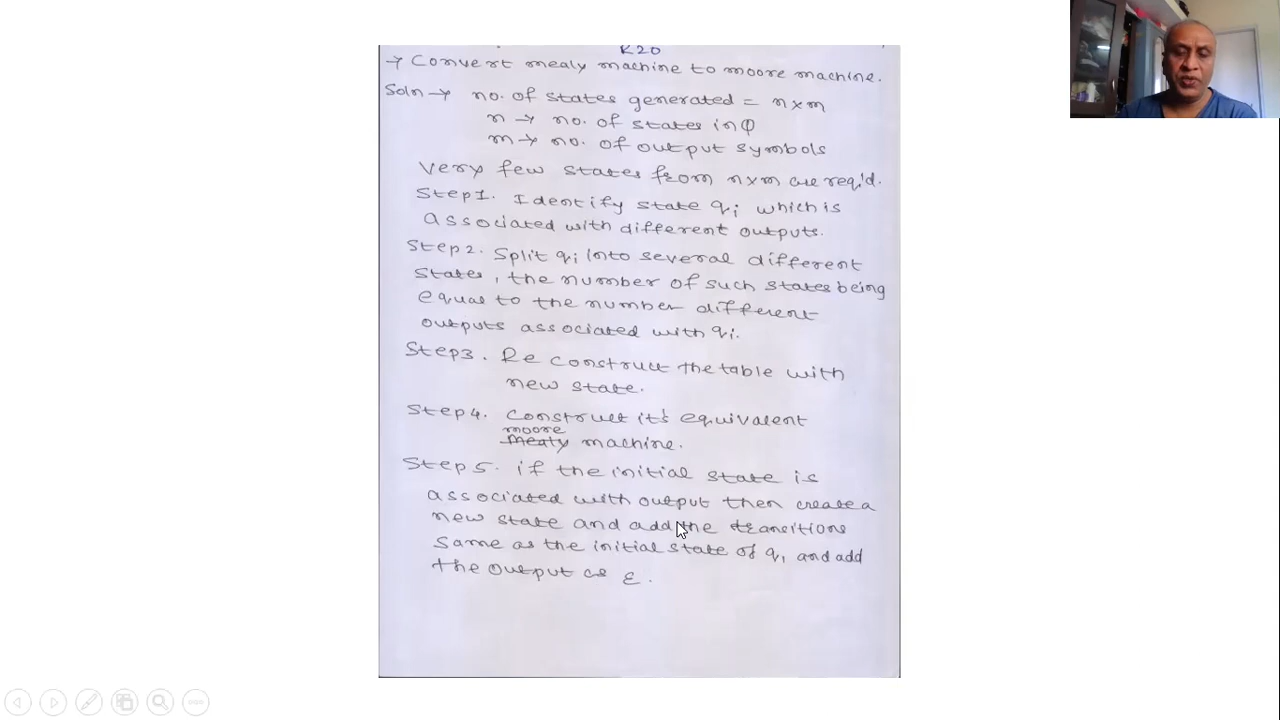 K20
→ Convert mealy machine to moore machine.
Soln → no. of states generated = n×m
n → no. of states in Q
m → no. of output symbols
Very few states from n×m are req'd.
Step1. Identify state qi which is
associated with different outputs.
Step2. Split qi into several different
states, the number of such states being
equal to the number different
outputs associated with qi.
Step3. Re construct the table with
new state.
Step4. Construct it's equivalent
moore
Mealy machine.
Step5. if the initial state is
associated with output then create a
new state and add the transitions
same as the initial state of q1 and add
the output as ε.